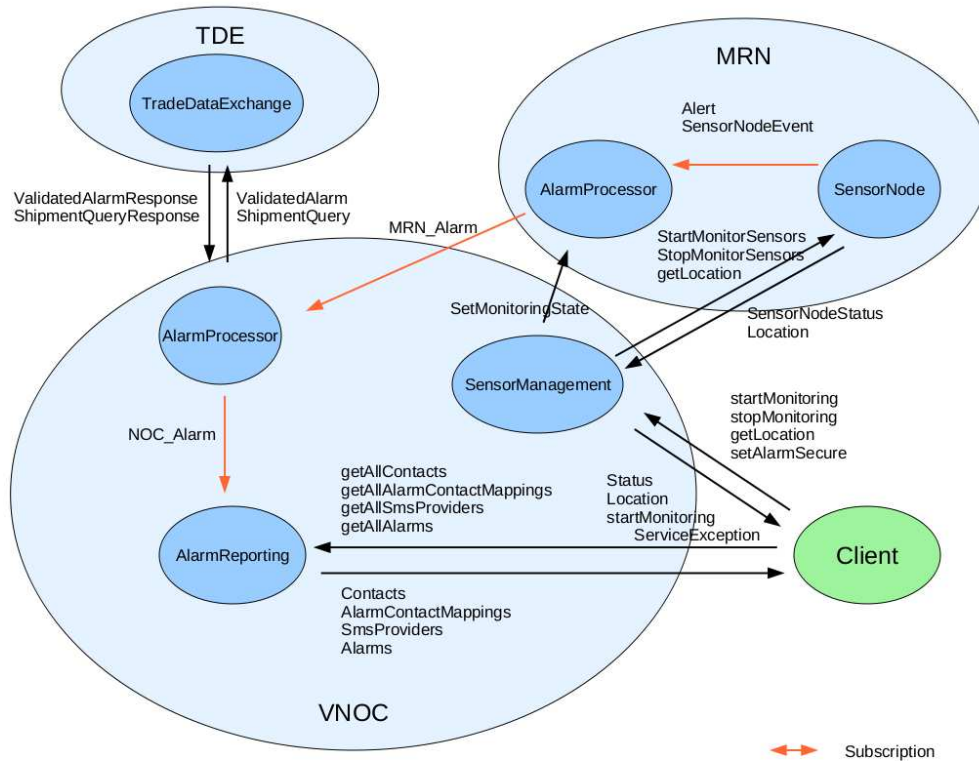 TDE
TradeDataExchange
MRN
Alert
SensorNodeEvent
AlarmProcessor
SensorNode
ValidatedAlarmResponse
ShipmentQueryResponse
ValidatedAlarm
ShipmentQuery
MRN_Alarm
StartMonitorSensors
StopMonitorSensors
getLocation
SetMonitoringState
SensorNodeStatus
Location
AlarmProcessor
SensorManagement
NOC_Alarm
startMonitoring
stopMonitoring
getLocation
setAlarmSecure
getAllContacts
getAllAlarmContactMappings
getAllSmsProviders
getAllAlarms
Status
Location
startMonitoring
ServiceException
AlarmReporting
Client
Contacts
AlarmContactMappings
SmsProviders
Alarms
VNOC
Subscription